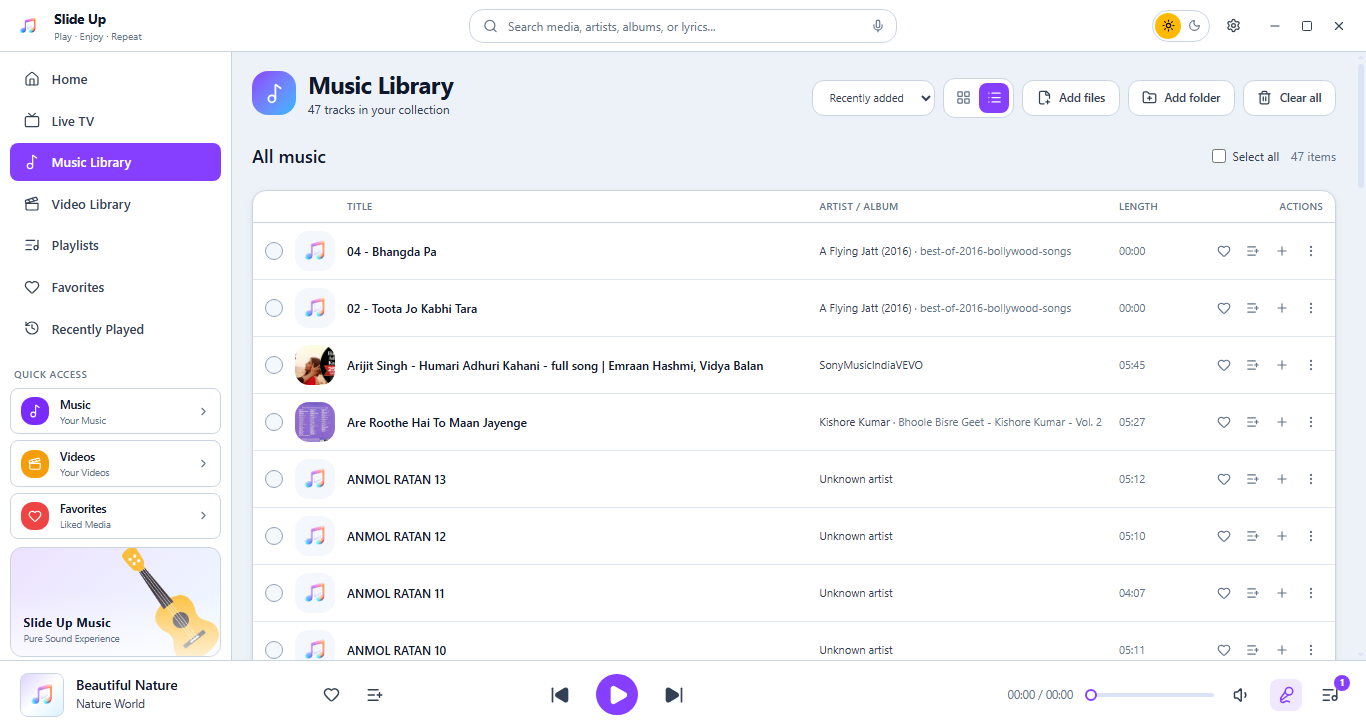 Slide Up
Play · Enjoy · Repeat
Search media, artists, albums, or lyrics...
Home
Live TV
Music Library
Video Library
Playlists
Favorites
Recently Played
QUICK ACCESS
Music
Your Music
Videos
Your Videos
Favorites
Liked Media
Slide Up Music
Pure Sound Experience
Music Library
47 tracks in your collection
Recently added
Add files
Add folder
Clear all
All music
Select all 47 items
TITLE ARTIST / ALBUM LENGTH ACTIONS
04 - Bhangda Pa A Flying Jatt (2016) · best-of-2016-bollywood-songs 00:00
02 - Toota Jo Kabhi Tara A Flying Jatt (2016) · best-of-2016-bollywood-songs 00:00
Arijit Singh - Humari Adhuri Kahani - full song | Emraan Hashmi, Vidya Balan SonyMusicIndiaVEVO 05:45
Are Roothe Hai To Maan Jayenge Kishore Kumar · Bhoole Bisre Geet - Kishore Kumar - Vol. 2 05:27
ANMOL RATAN 13 Unknown artist 05:12
ANMOL RATAN 12 Unknown artist 05:10
ANMOL RATAN 11 Unknown artist 04:07
ANMOL RATAN 10 Unknown artist 05:11
Beautiful Nature
Nature World
00:00 / 00:00
1